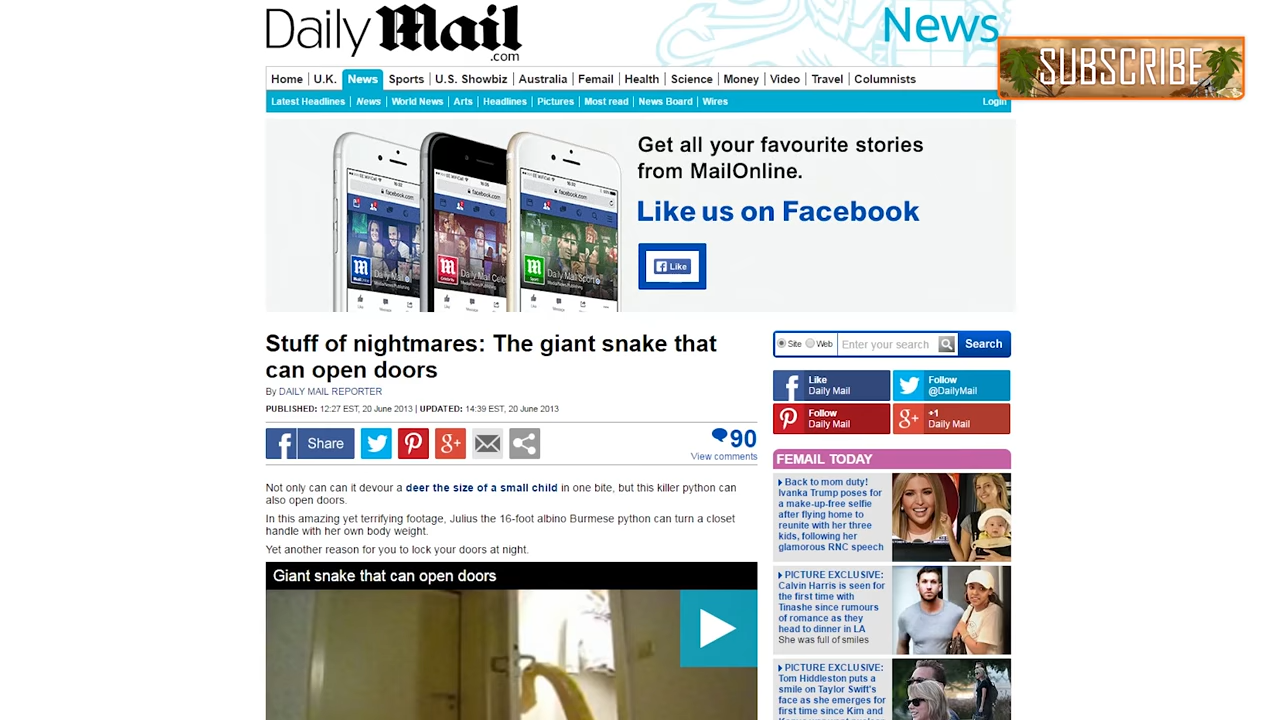 Daily Mail
.com
News
SUBSCRIBE
Home U.K. News Sports U.S. Showbiz Australia Femail Health Science Money Video Travel Columnists
Latest Headlines News World News Arts Headlines Pictures Most read News Board Wires Login
Get all your favourite stories
from MailOnline.
Like us on Facebook
Like
Stuff of nightmares: The giant snake that
can open doors
By DAILY MAIL REPORTER
PUBLISHED: 12:27 EST, 20 June 2013 | UPDATED: 14:39 EST, 20 June 2013
Share
90
View comments
Not only can can it devour a deer the size of a small child in one bite, but this killer python can
also open doors.
In this amazing yet terrifying footage, Julius the 16-foot albino Burmese python can turn a closet
handle with her own body weight.
Yet another reason for you to lock your doors at night.
Giant snake that can open doors
Site Web Enter your search Search
Like
Daily Mail
Follow
@DailyMail
Follow
Daily Mail
+1
Daily Mail
FEMAIL TODAY
Back to mom duty!
Ivanka Trump poses for
a make-up-free selfie
after flying home to
reunite with her three
kids, following her
glamorous RNC speech
PICTURE EXCLUSIVE:
Calvin Harris is seen for
the first time with
Tinashe since rumours
of romance as they
head to dinner in LA
She was full of smiles
PICTURE EXCLUSIVE:
Tom Hiddleston puts a
smile on Taylor Swift's
face as she emerges for
first time since Kim and